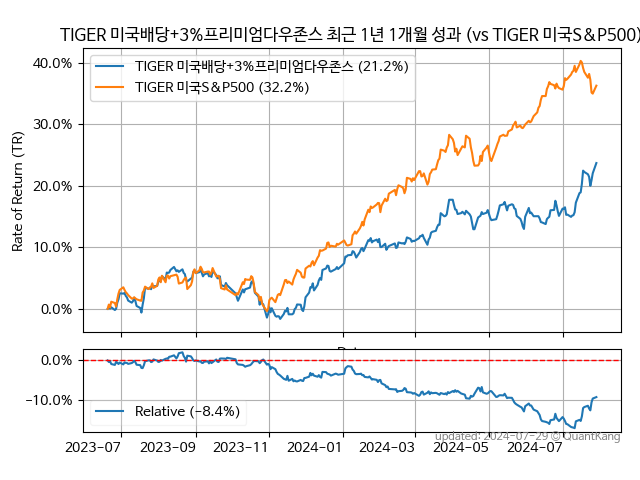 TIGER 미국배당+3%프리미엄다우존스 최근 1년 1개월 성과 (vs TIGER 미국S&P500)
TIGER 미국배당+3%프리미엄다우존스 (21.2%)
TIGER 미국S&P500 (32.2%)
Rate of Return (TR)
40.0%
30.0%
20.0%
10.0%
0.0%
0.0%
−10.0%
Relative (−8.4%)
updated: 2024-07-29 © QuantKang
2023-07 2023-09 2023-11 2024-01 2024-03 2024-05 2024-07